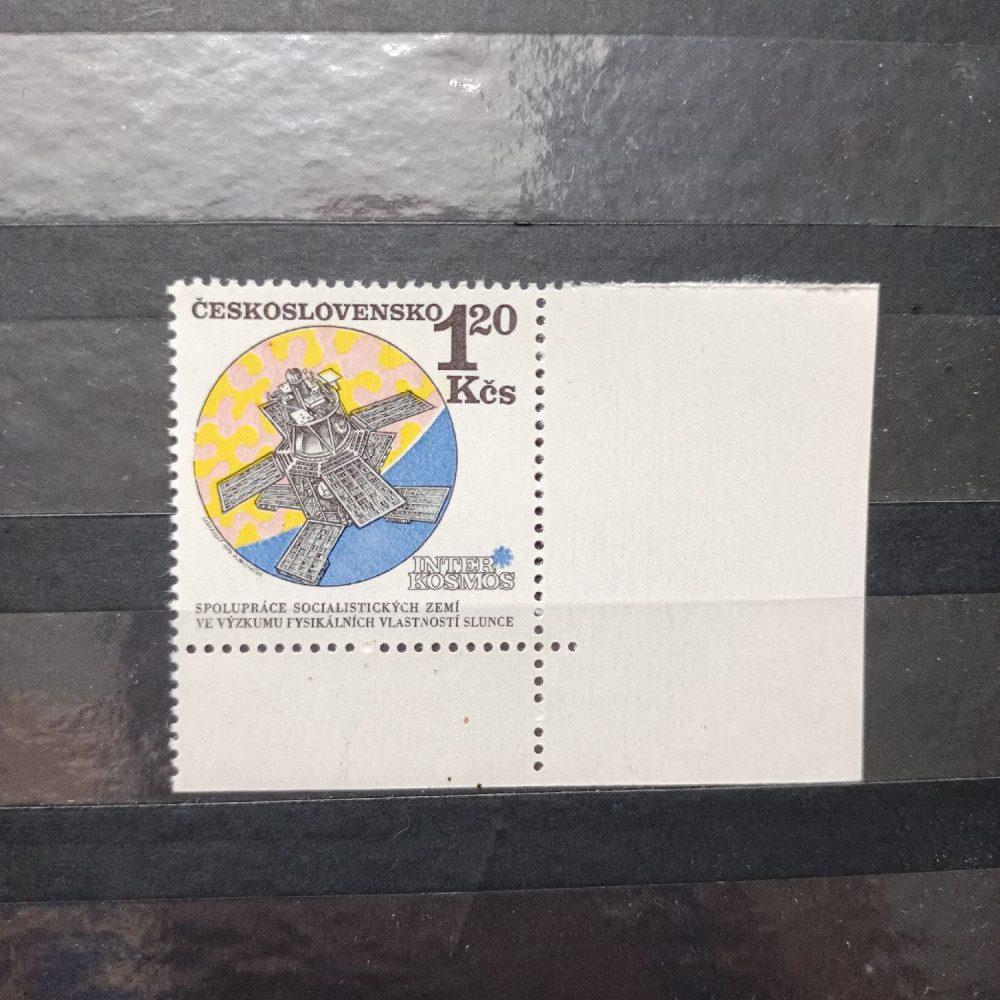 ČESKOSLOVENSKO 1 20
Kčs
INTER
KOSMOS
SPOLUPRÁCE SOCIALISTICKÝCH ZEMÍ
VE VÝZKUMU FYSIKÁLNÍCH VLASTNOSTÍ SLUNCE